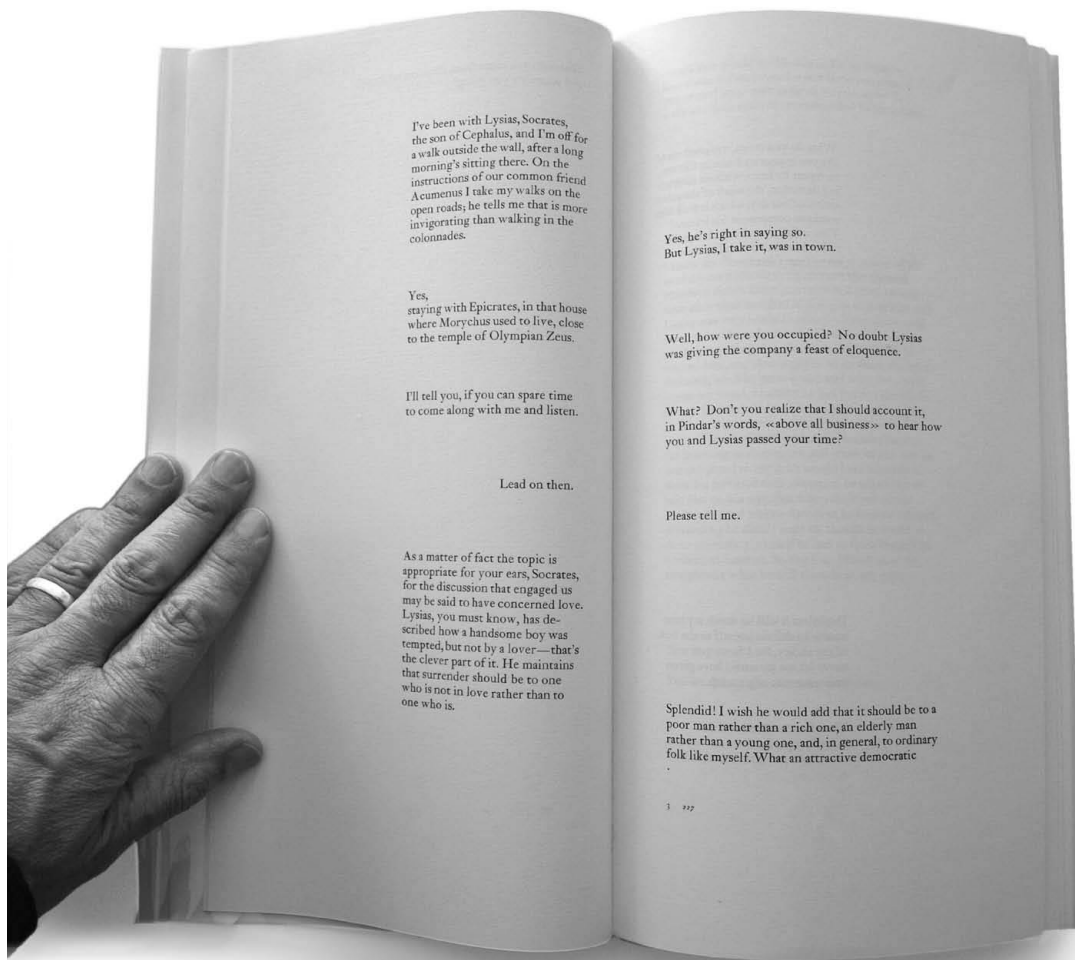 I've been with Lysias, Socrates,
the son of Cephalus, and I'm off for
a walk outside the wall, after a long
morning's sitting there. On the
instructions of our common friend
Acumenus I take my walks on the
open roads; he tells me that is more
invigorating than walking in the
colonnades.
Yes,
staying with Epicrates, in that house
where Morychus used to live, close
to the temple of Olympian Zeus.
I'll tell you, if you can spare time
to come along with me and listen.
Lead on then.
As a matter of fact the topic is
appropriate for your ears, Socrates,
for the discussion that engaged us
may be said to have concerned love.
Lysias, you must know, has de-
scribed how a handsome boy was
tempted, but not by a lover—that's
the clever part of it. He maintains
that surrender should be to one
who is not in love rather than to
one who is.
Yes, he's right in saying so.
But Lysias, I take it, was in town.
Well, how were you occupied? No doubt Lysias
was giving the company a feast of eloquence.
What? Don't you realize that I should account it,
in Pindar's words, «above all business» to hear how
you and Lysias passed your time?
Please tell me.
Splendid! I wish he would add that it should be to a
poor man rather than a rich one, an elderly man
rather than a young one, and, in general, to ordinary
folk like myself. What an attractive democratic
3 227